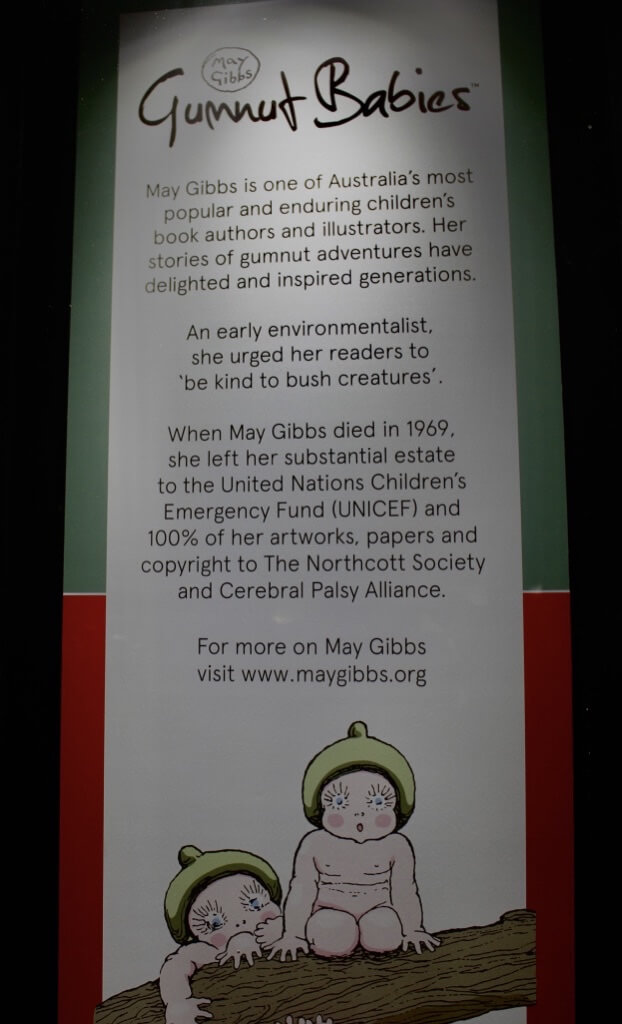 May
Gibbs
Gumnut Babies™
May Gibbs is one of Australia's most
popular and enduring children's
book authors and illustrators. Her
stories of gumnut adventures have
delighted and inspired generations.
An early environmentalist,
she urged her readers to
'be kind to bush creatures'.
When May Gibbs died in 1969,
she left her substantial estate
to the United Nations Children's
Emergency Fund (UNICEF) and
100% of her artworks, papers and
copyright to The Northcott Society
and Cerebral Palsy Alliance.
For more on May Gibbs
visit www.maygibbs.org